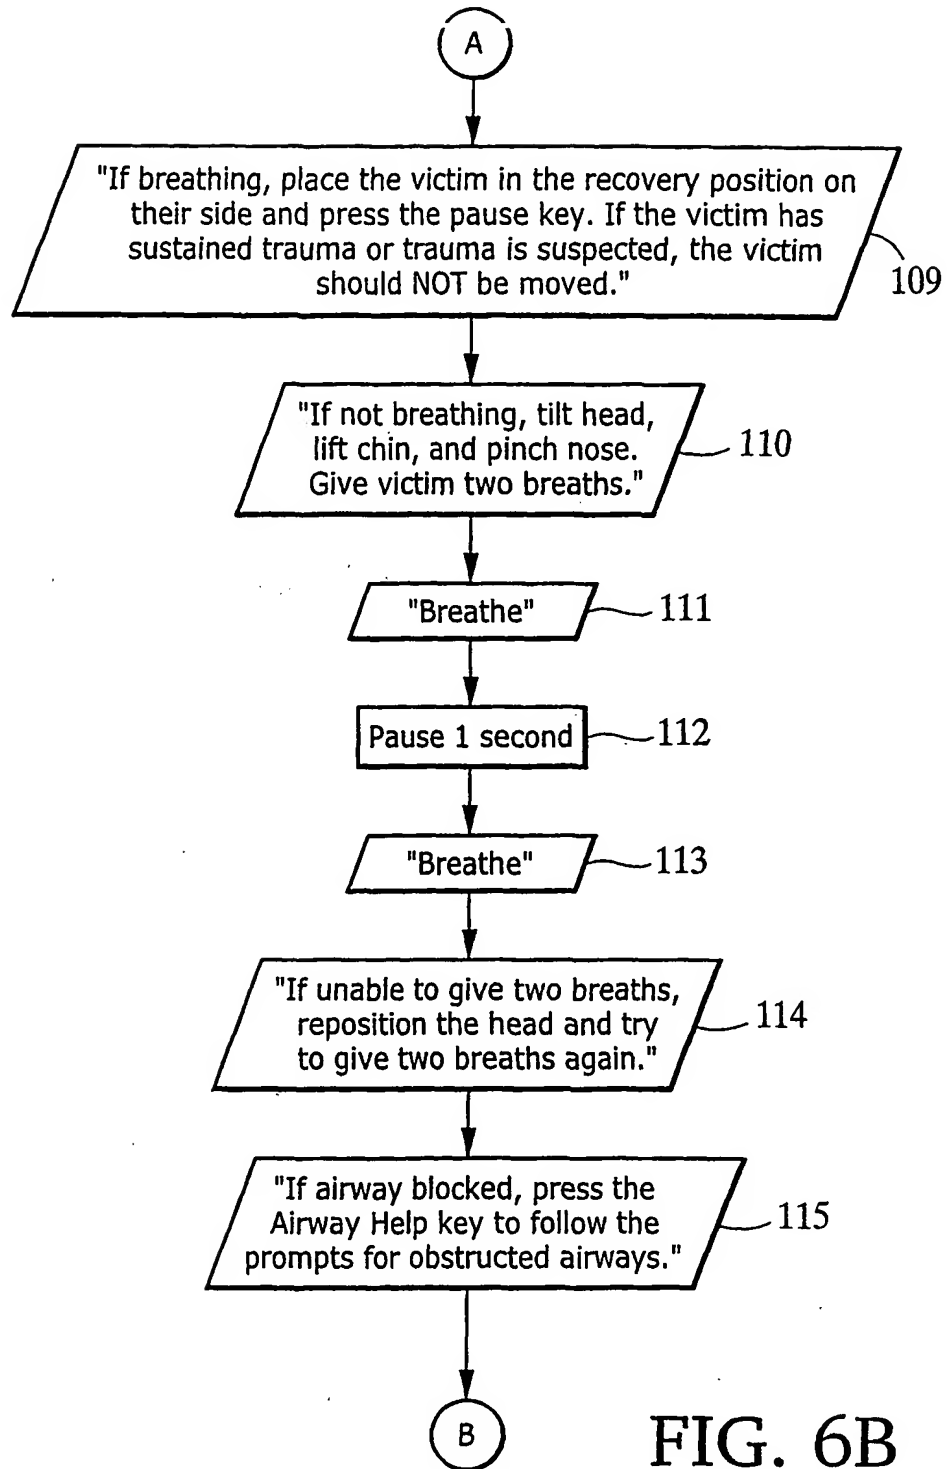 A
"If breathing, place the victim in the recovery position on
their side and press the pause key. If the victim has
sustained trauma or trauma is suspected, the victim
should NOT be moved."
109
"If not breathing, tilt head,
lift chin, and pinch nose.
Give victim two breaths."
110
"Breathe"
111
Pause 1 second
112
"Breathe"
113
"If unable to give two breaths,
reposition the head and try
to give two breaths again."
114
"If airway blocked, press the
Airway Help key to follow the
prompts for obstructed airways."
115
B
FIG. 6B